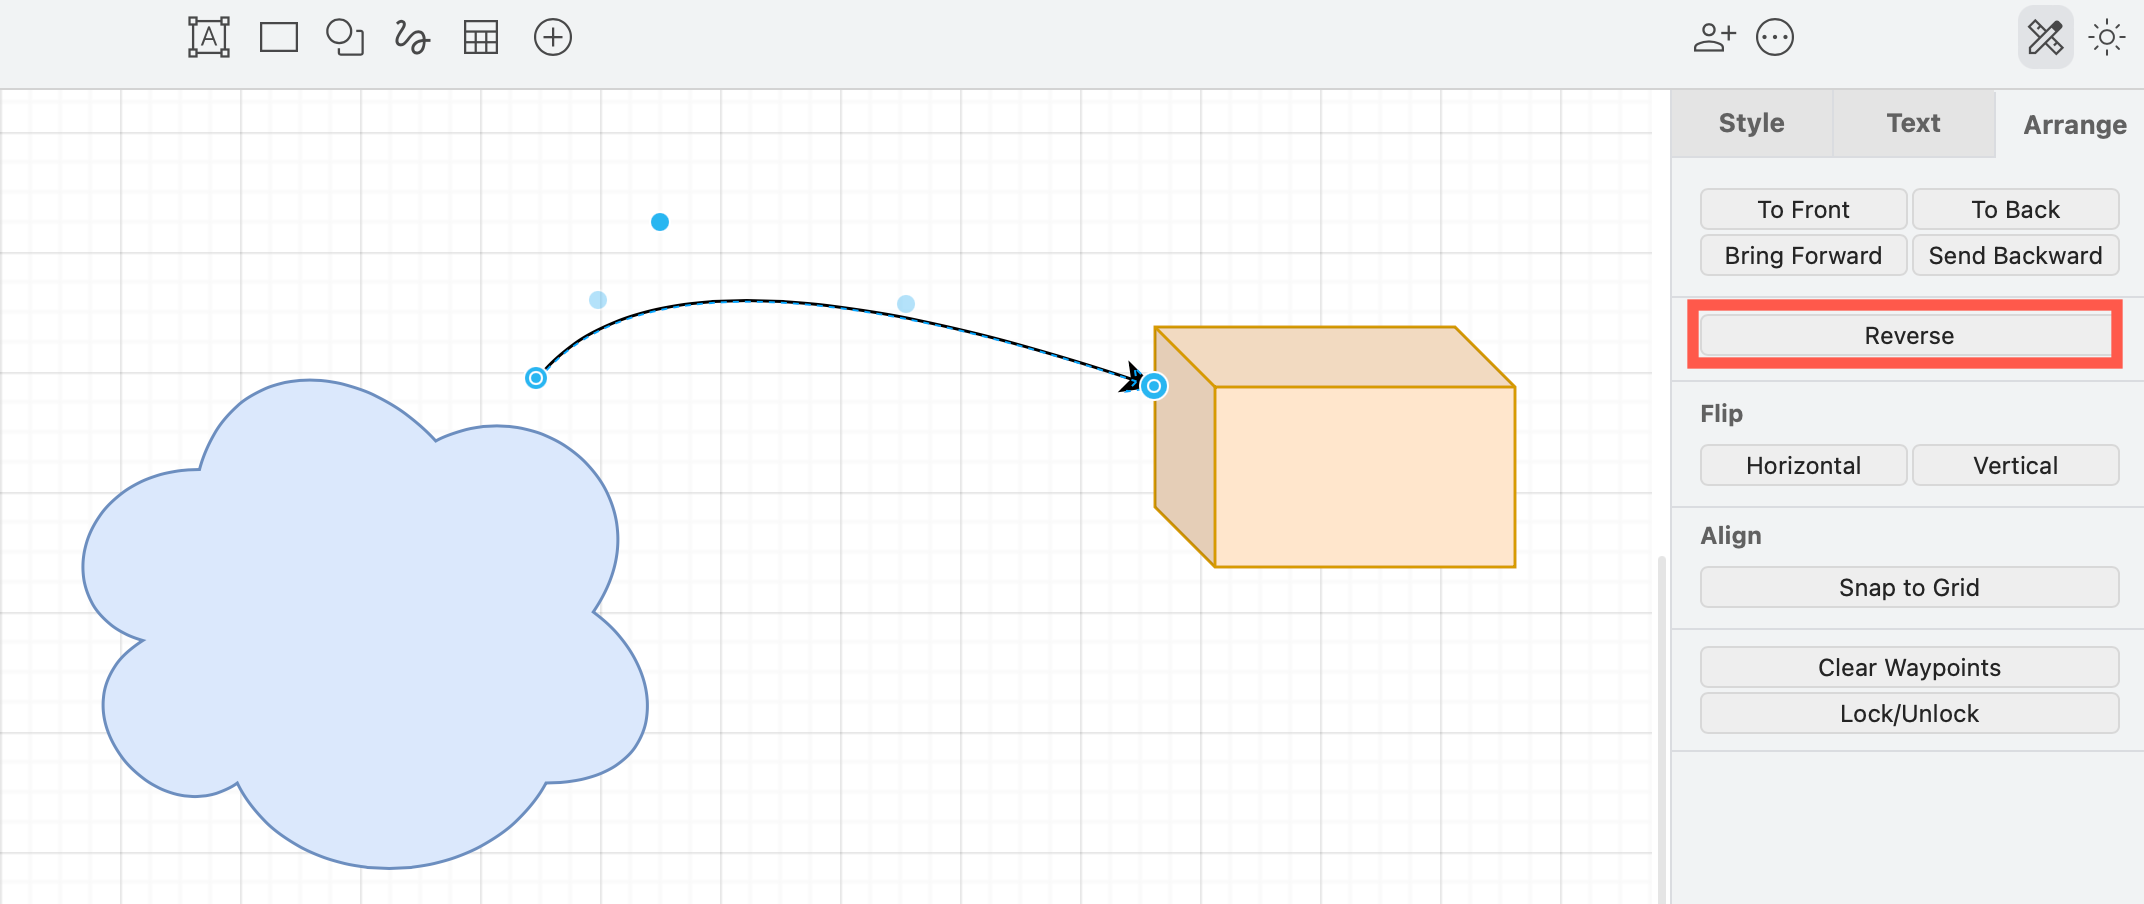 A
Style Text Arrange
To Front To Back
Bring Forward Send Backward
Reverse
Flip
Horizontal Vertical
Align
Snap to Grid
Clear Waypoints
Lock/Unlock